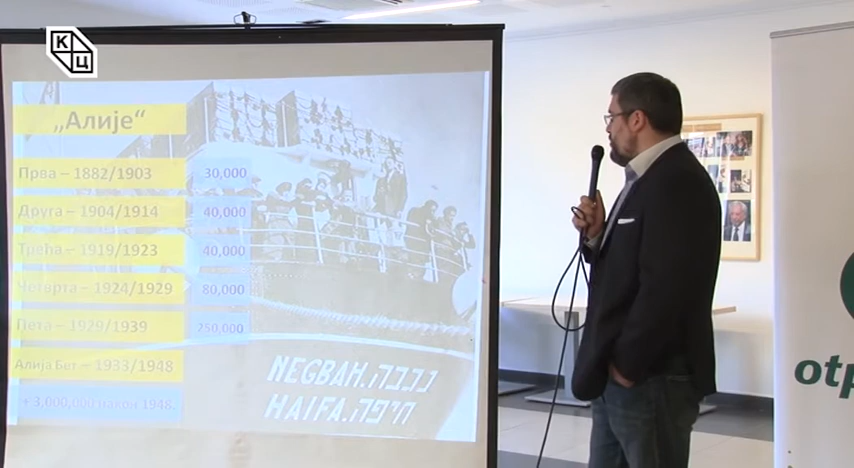 КЦ
„Алије“
Прва – 1882/1903 30,000
Друга – 1904/1914 40,000
Трећа – 1919/1923 40,000
Четврта – 1924/1929 80,000
Пета – 1929/1939 250,000
Алија Бет – 1933/1948
+ 3,000,000 након 1948.
NEGBAH. נגבה
HAIFA. חיפה
otp